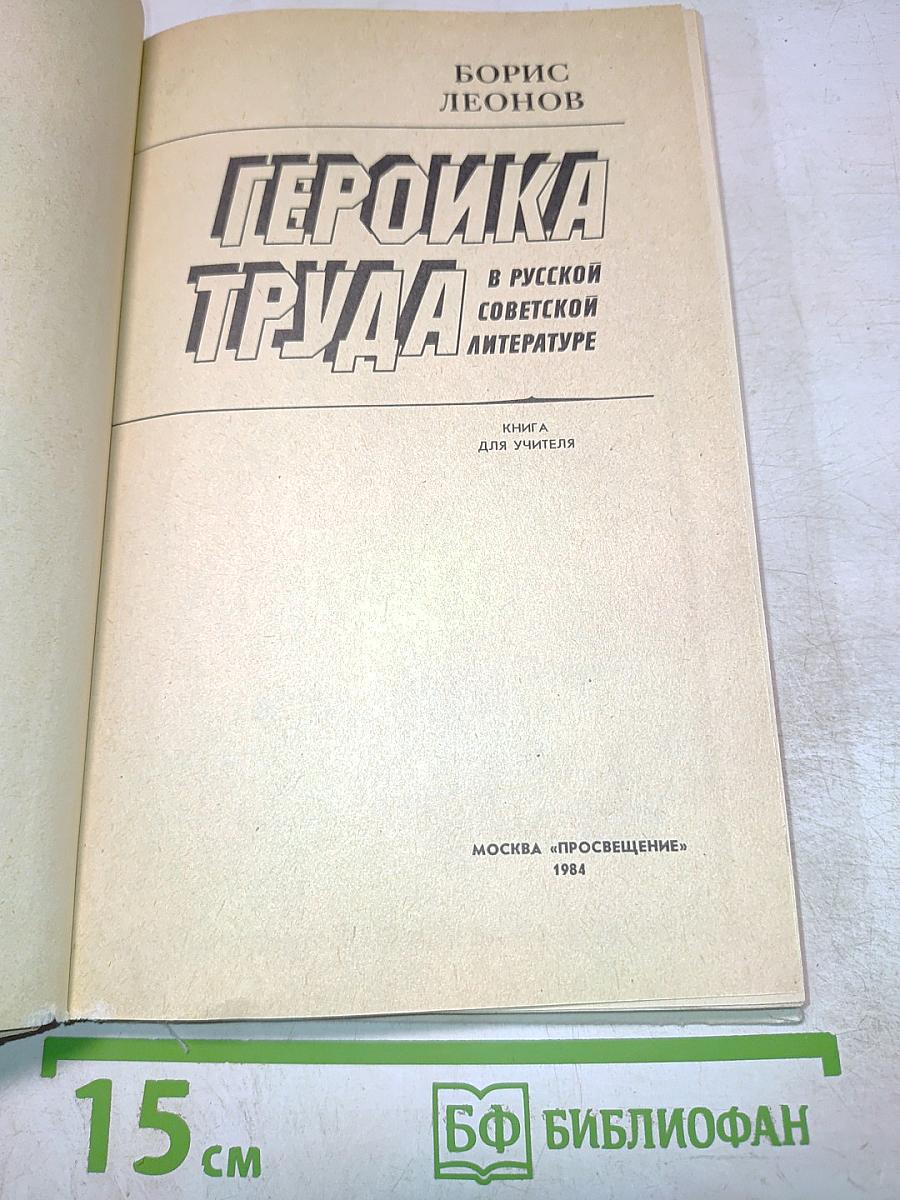 БОРИС
ЛЕОНОВ
ГЕРОИКА
ТРУДА
В РУССКОЙ
СОВЕТСКОЙ
ЛИТЕРАТУРЕ
КНИГА
ДЛЯ УЧИТЕЛЯ
МОСКВА «ПРОСВЕЩЕНИЕ»
1984
15 см
БФ БИБЛИОФАН